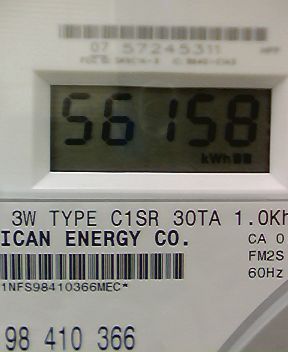 07 57245311
56158
kWh
3W TYPE C1SR 30TA 1.0Kh
ICAN ENERGY CO.
CA 0
FM2S
60Hz
1NFS98410366MEC*
98 410 366